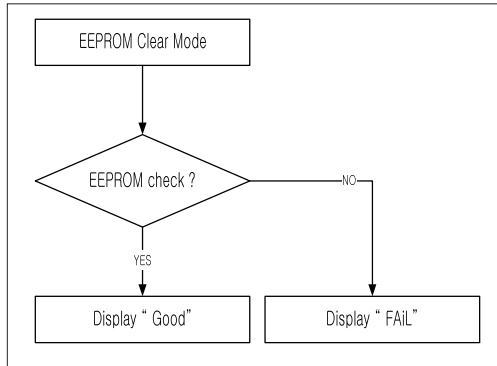 EEPROM Clear Mode
EEPROM check ?
NO
YES
Display “ Good”
Display “ FAiL”